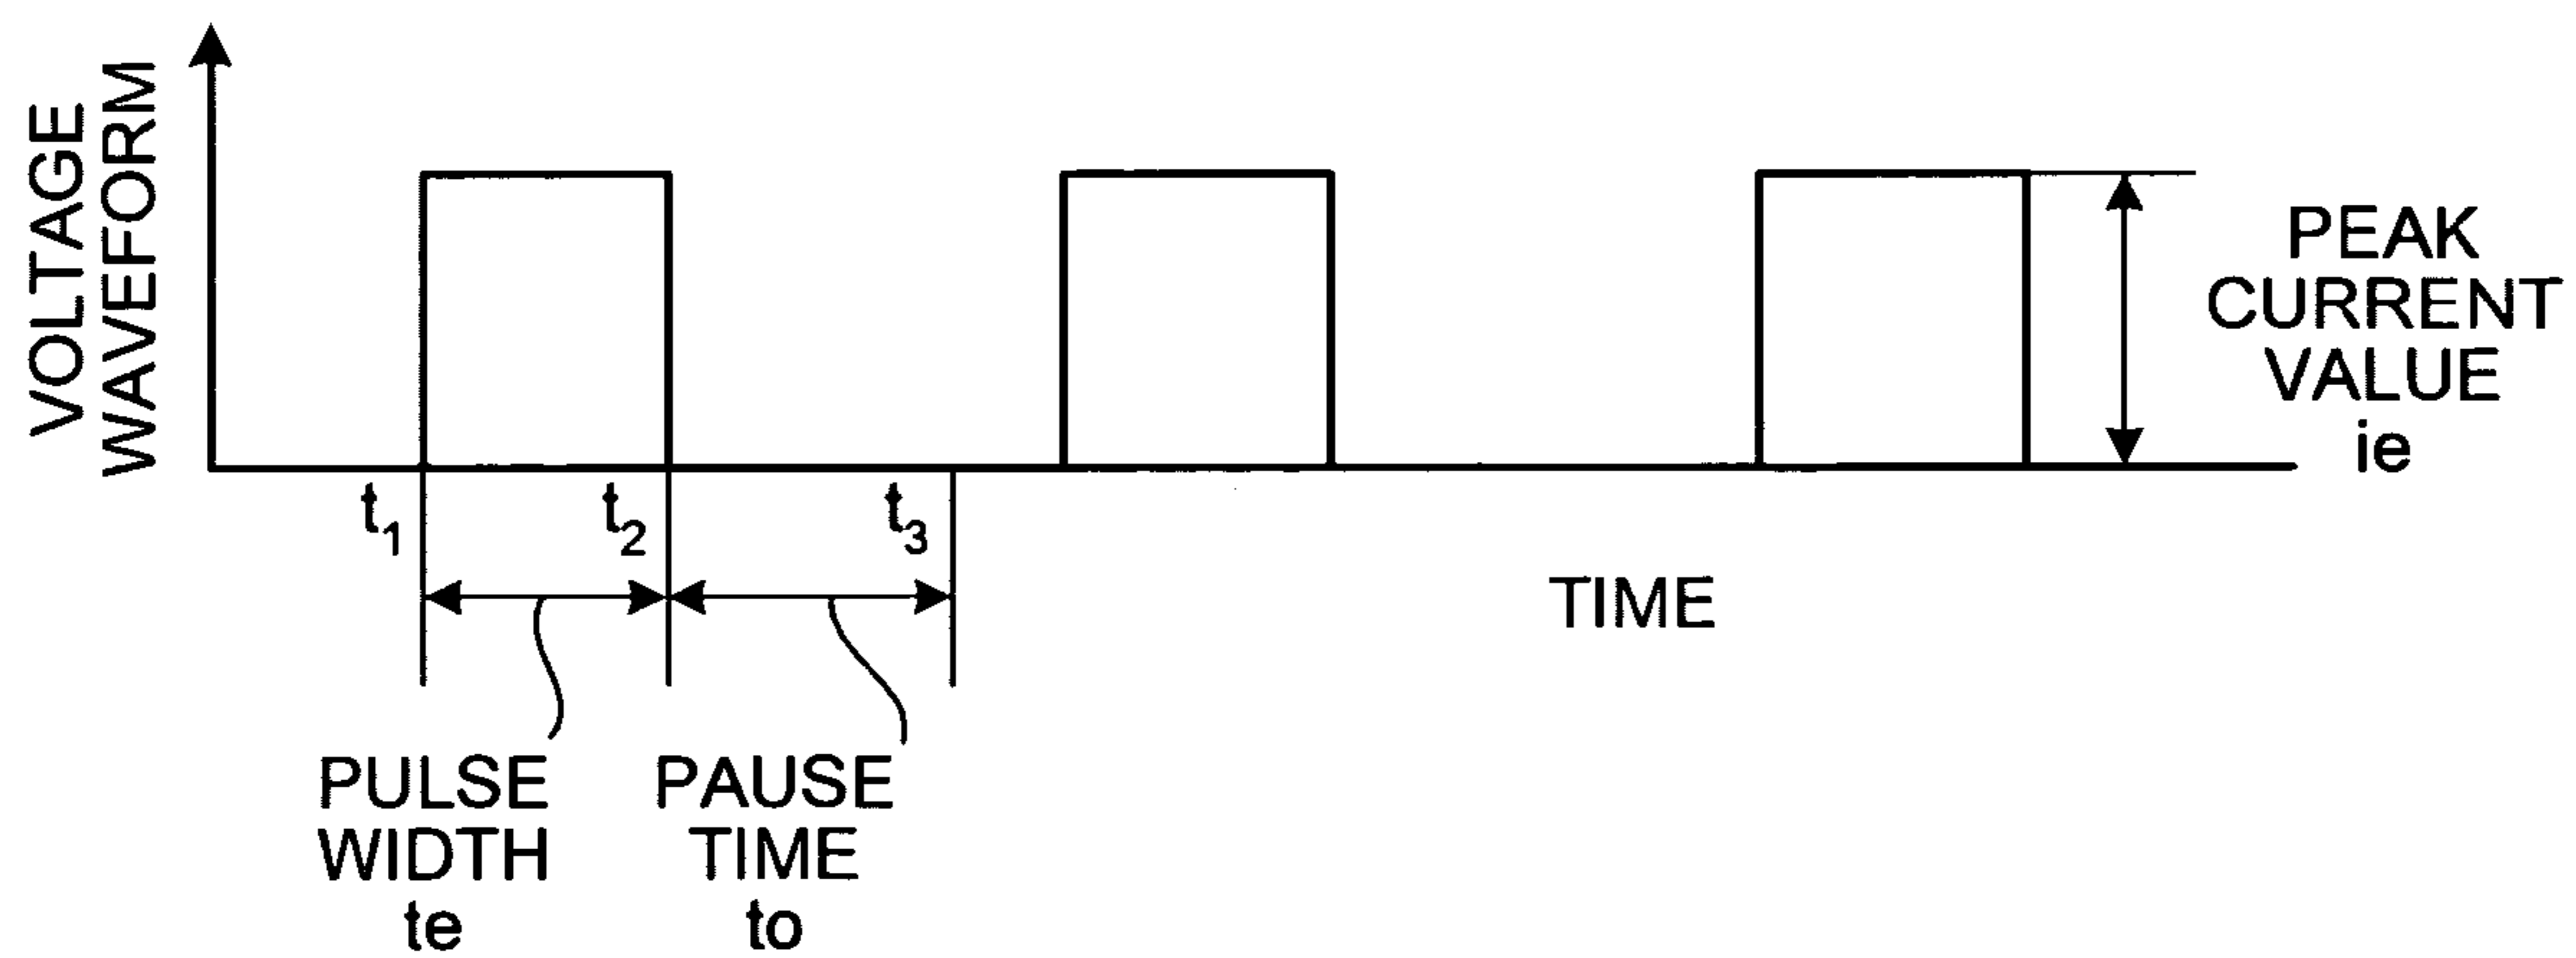 VOLTAGE
WAVEFORM
PEAK
CURRENT
VALUE
ie
t1
t2
t3
TIME
PULSE
WIDTH
te
PAUSE
TIME
to